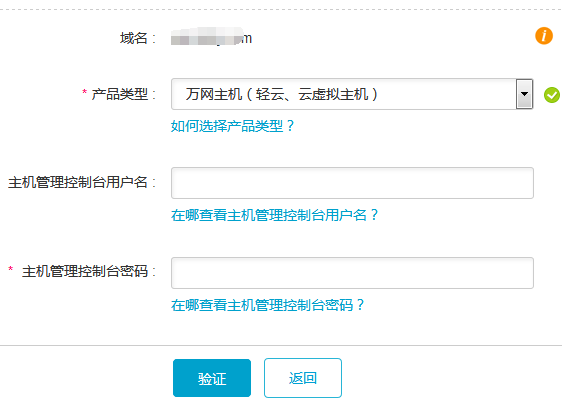 域名：
* 产品类型： 万网主机（轻云、云虚拟主机）
如何选择产品类型？
主机管理控制台用户名：
在哪查看主机管理控制台用户名？
* 主机管理控制台密码：
在哪查看主机管理控制台密码？
验证 返回